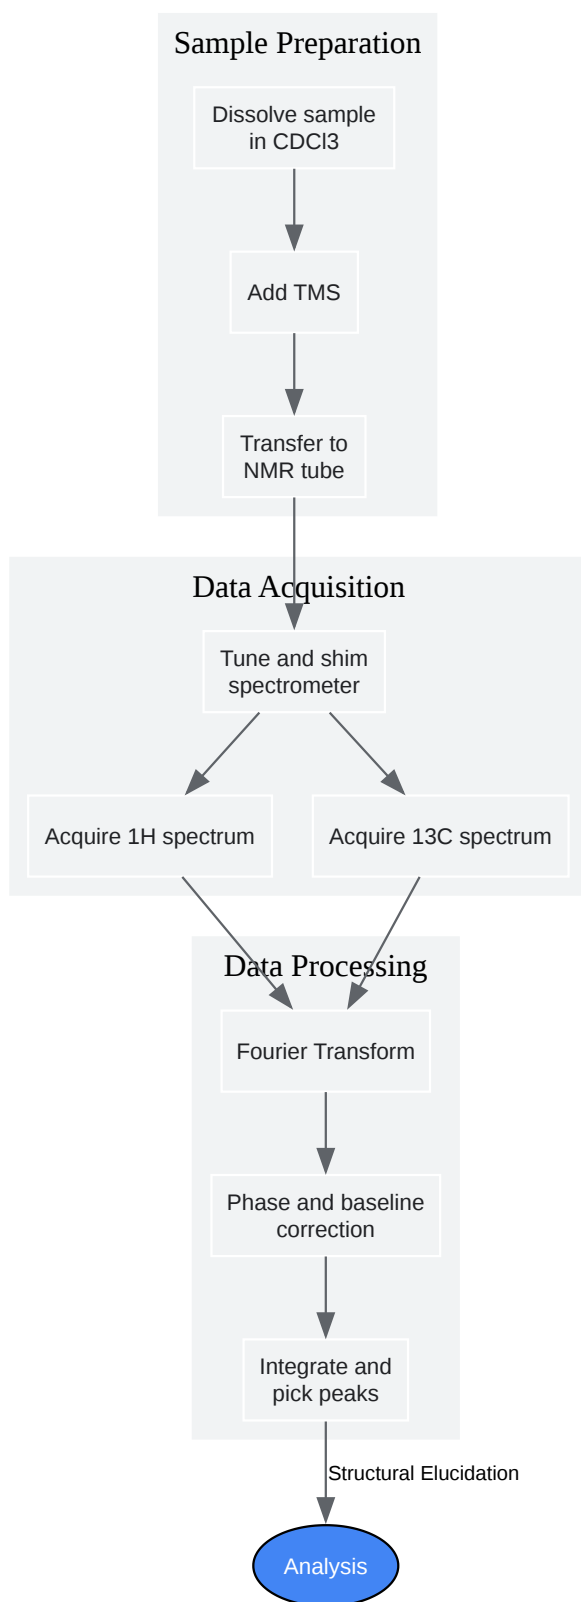 Sample Preparation
Dissolve sample
in CDCl3
Add TMS
Transfer to
NMR tube
Data Acquisition
Tune and shim
spectrometer
Acquire 1H spectrum
Acquire 13C spectrum
Data Processing
Fourier Transform
Phase and baseline
correction
Integrate and
pick peaks
Structural Elucidation
Analysis